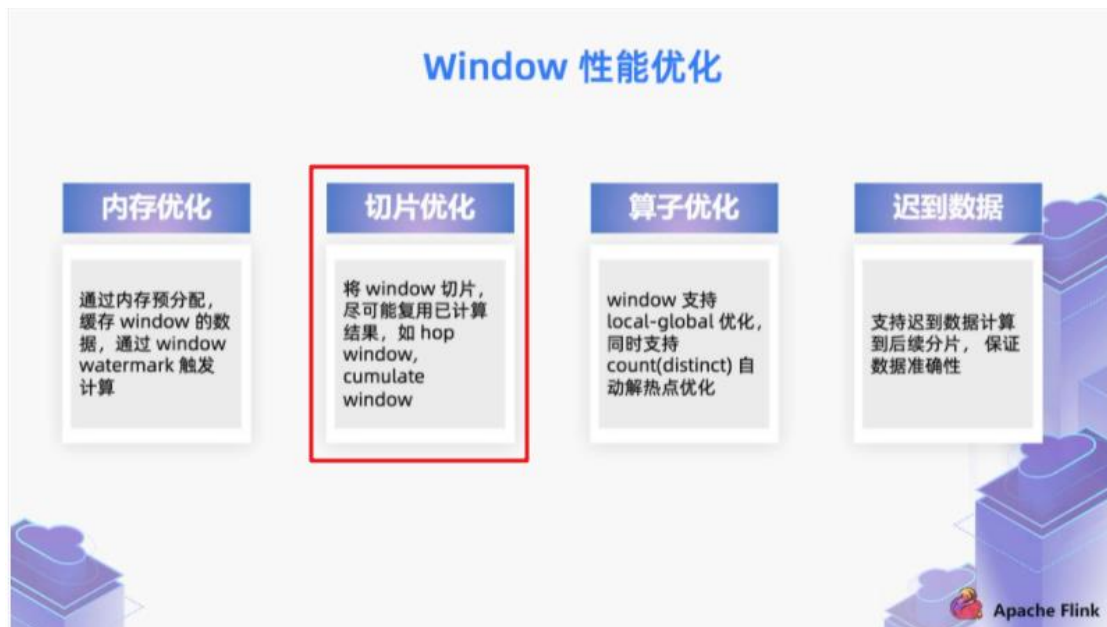 Window 性能优化
内存优化
通过内存预分配，
缓存 window 的数
据，通过 window
watermark 触发
计算
切片优化
将 window 切片，
尽可能复用已计算
结果，如 hop
window,
cumulate
window
算子优化
window 支持
local-global 优化，
同时支持
count(distinct) 自
动解热点优化
迟到数据
支持迟到数据计算
到后续分片， 保证
数据准确性
Apache Flink